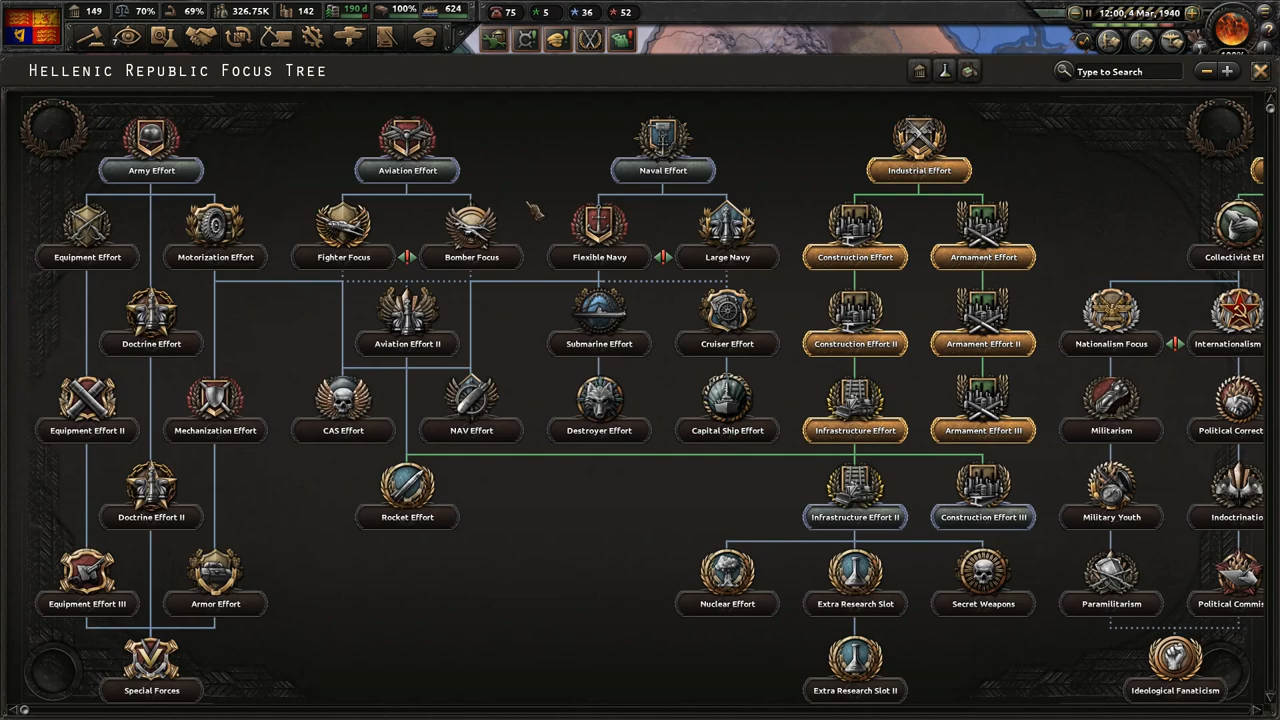 149 70% 69% 326.75K 142 190 d 100% 624 75 5 36 52 12:00, 4 Mar, 1940
HELLENIC REPUBLIC FOCUS TREE
Type to Search
Army Effort Aviation Effort Naval Effort Industrial Effort
Equipment Effort Motorization Effort Fighter Focus Bomber Focus Flexible Navy Large Navy Construction Effort Armament Effort Collectivist Et
Doctrine Effort Aviation Effort II Submarine Effort Cruiser Effort Construction Effort II Armament Effort II Nationalism Focus Internationalism
Equipment Effort II Mechanization Effort CAS Effort NAV Effort Destroyer Effort Capital Ship Effort Infrastructure Effort Armament Effort III Militarism Political Correct
Doctrine Effort II Rocket Effort Infrastructure Effort II Construction Effort III Military Youth Indoctrinatio
Equipment Effort III Armor Effort Nuclear Effort Extra Research Slot Secret Weapons Paramilitarism Political Commis
Special Forces Extra Research Slot II Ideological Fanaticism